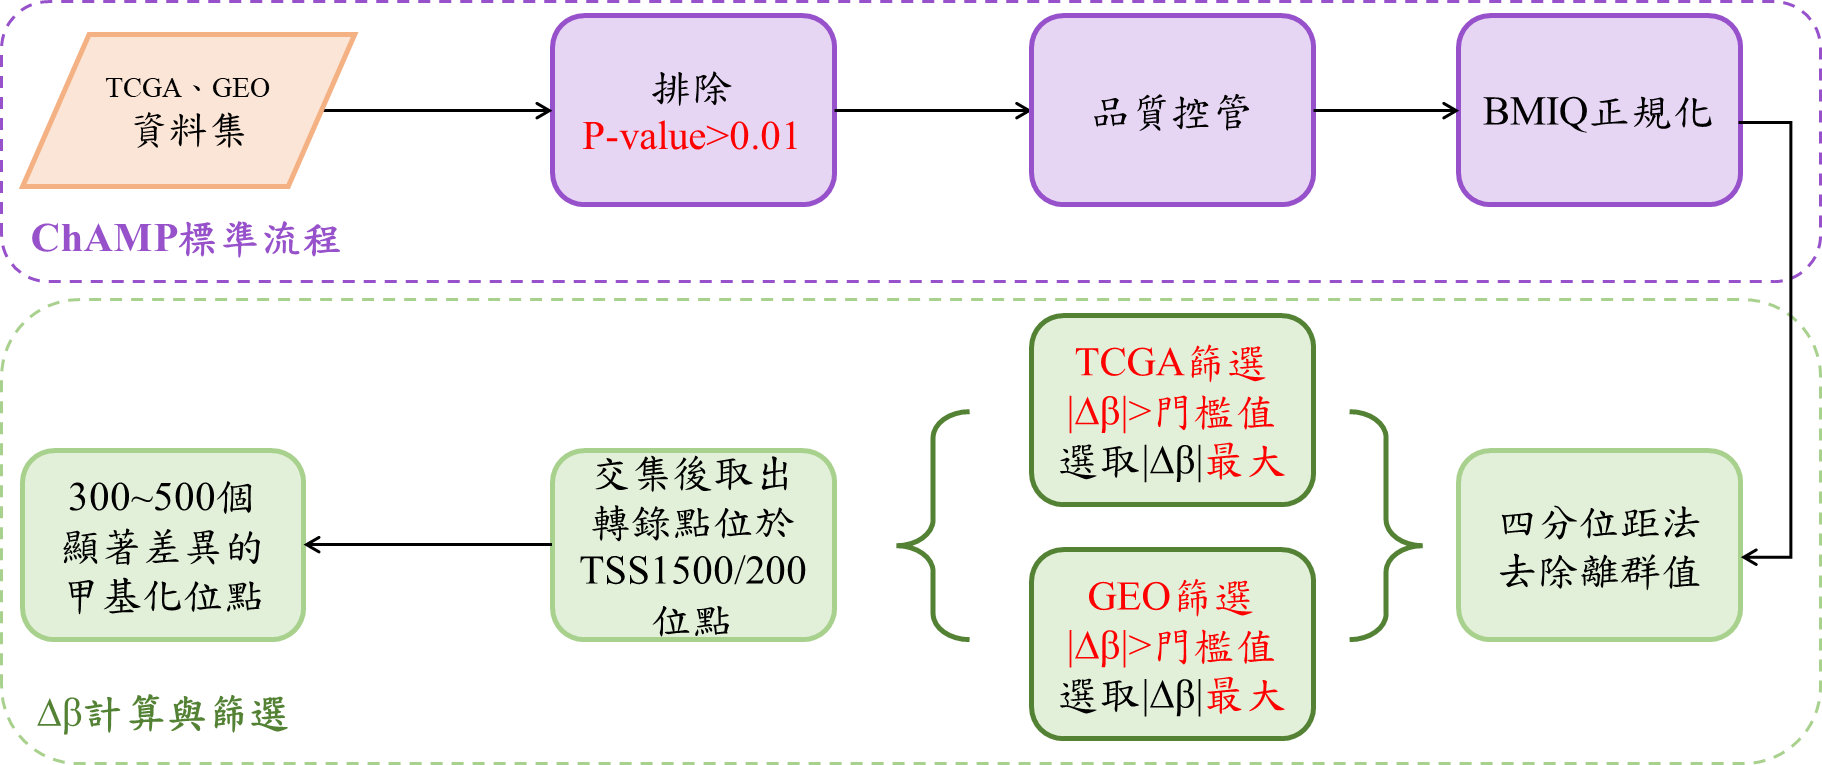 TCGA、GEO
資料集
排除
P-value>0.01
品質控管
BMIQ正規化
ChAMP標準流程
四分位距法
去除離群值
TCGA篩選
|Δβ|>門檻值
選取|Δβ|最大
GEO篩選
|Δβ|>門檻值
選取|Δβ|最大
交集後取出
轉錄點位於
TSS1500/200
位點
300~500個
顯著差異的
甲基化位點
Δβ計算與篩選